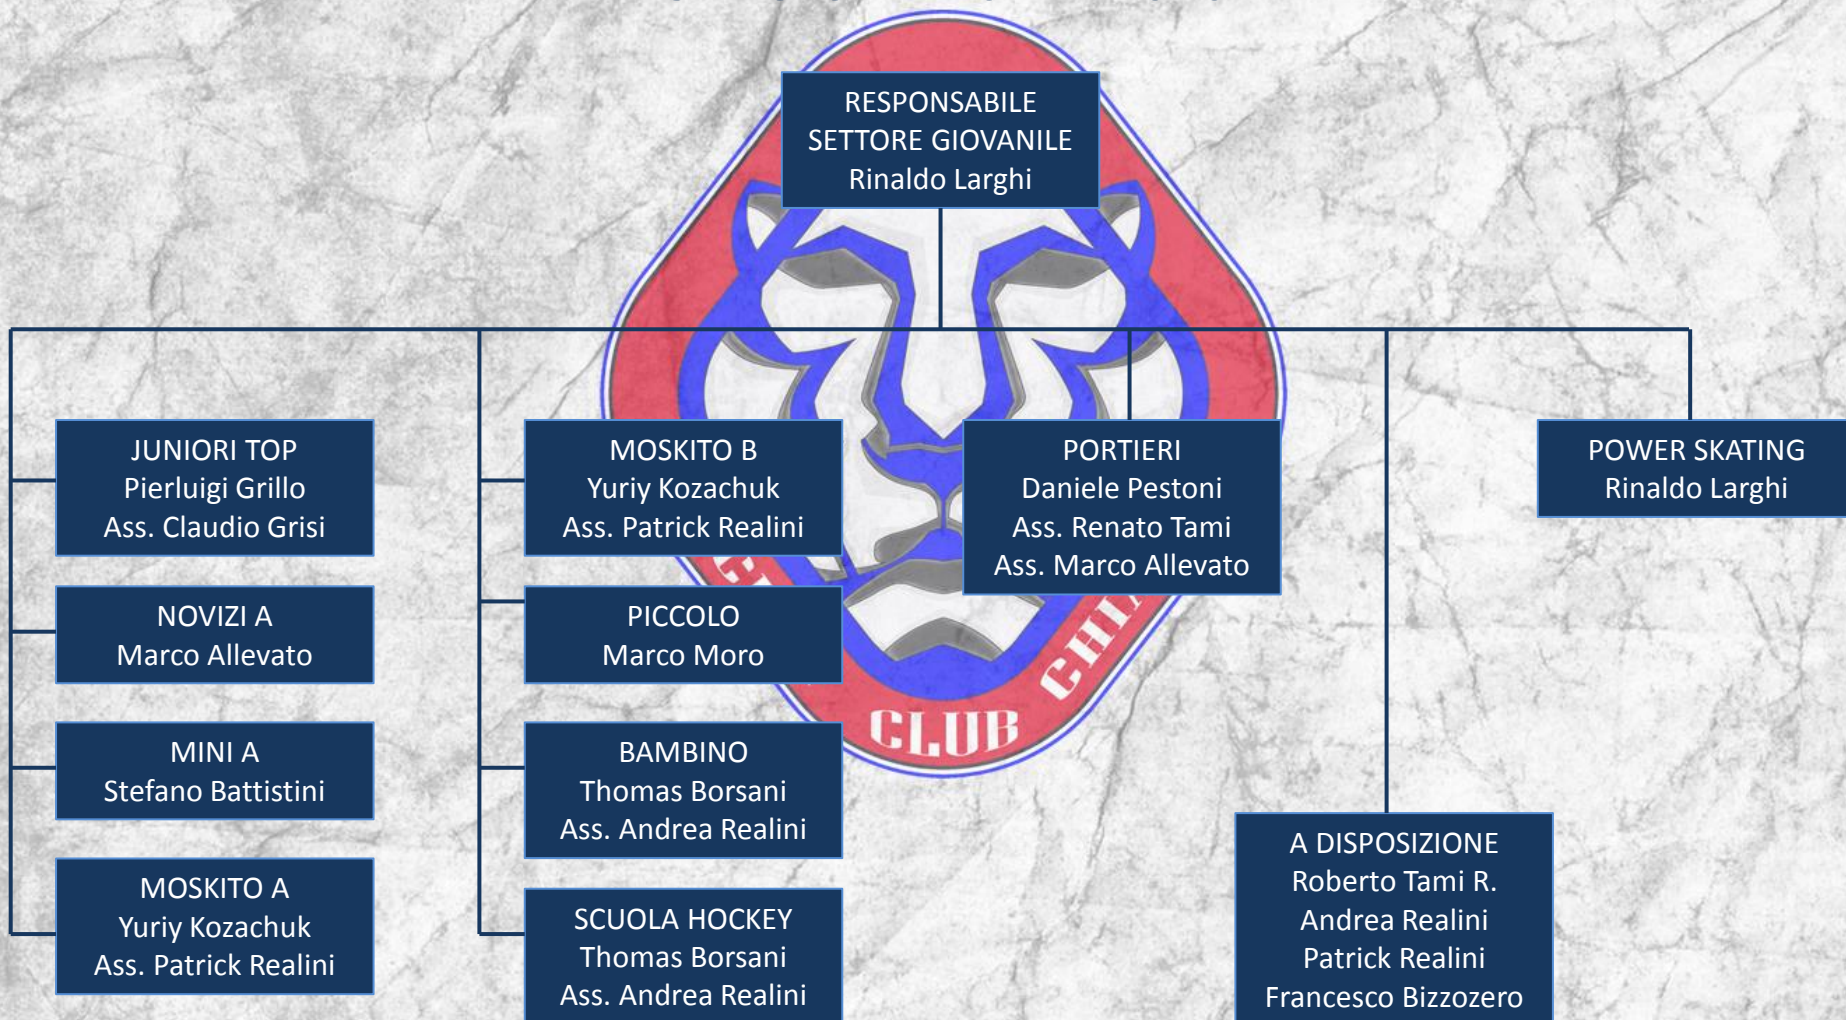 RESPONSABILE
SETTORE GIOVANILE
Rinaldo Larghi
JUNIORI TOP
Pierluigi Grillo
Ass. Claudio Grisi
NOVIZI A
Marco Allevato
MINI A
Stefano Battistini
MOSKITO A
Yuriy Kozachuk
Ass. Patrick Realini
MOSKITO B
Yuriy Kozachuk
Ass. Patrick Realini
PICCOLO
Marco Moro
BAMBINO
Thomas Borsani
Ass. Andrea Realini
SCUOLA HOCKEY
Thomas Borsani
Ass. Andrea Realini
PORTIERI
Daniele Pestoni
Ass. Renato Tami
Ass. Marco Allevato
A DISPOSIZIONE
Roberto Tami R.
Andrea Realini
Patrick Realini
Francesco Bizzozero
POWER SKATING
Rinaldo Larghi
CLUB